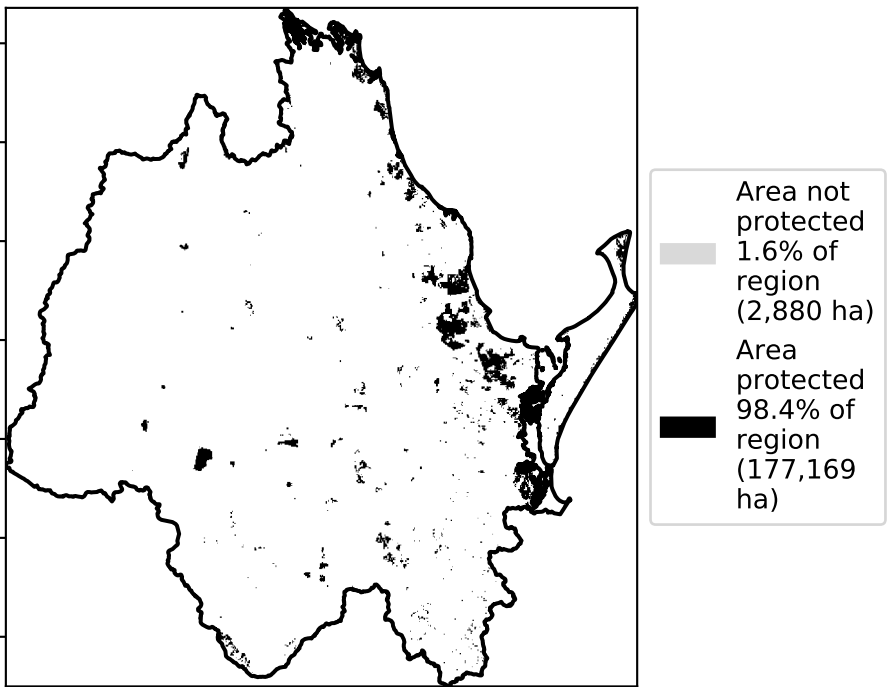 Area not
protected
1.6% of
region
(2,880 ha)
Area
protected
98.4% of
region
(177,169
ha)